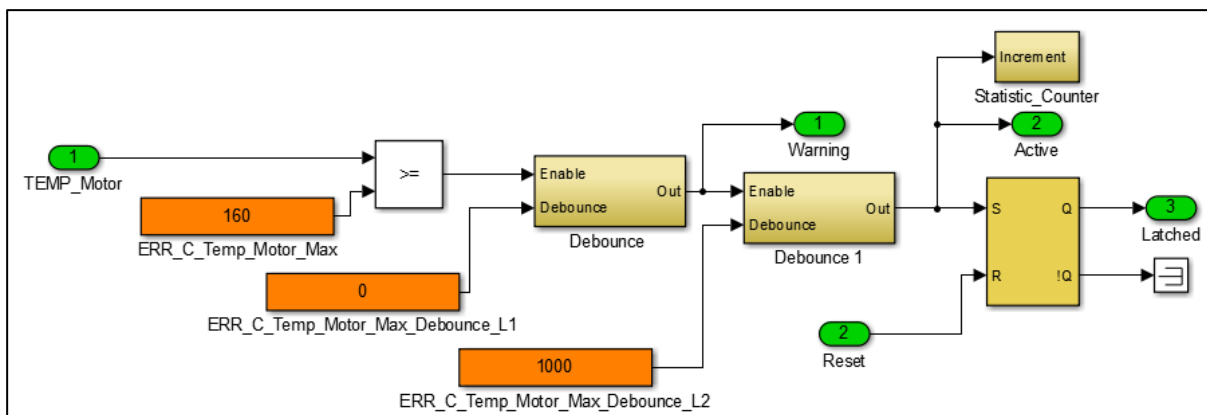 Increment
Statistic_Counter
1
Warning
2
Active
1
TEMP_Motor
>=
160
ERR_C_Temp_Motor_Max
Enable
Debounce
Out
Debounce
0
ERR_C_Temp_Motor_Max_Debounce_L1
Enable
Debounce
Out
Debounce 1
1000
ERR_C_Temp_Motor_Max_Debounce_L2
S
Q
R
!Q
3
Latched
2
Reset